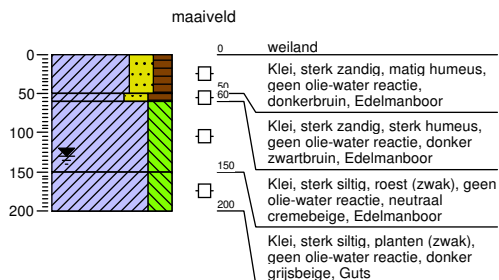 maaiveld
0
0
weiland
Klei, sterk zandig, matig humeus,
geen olie-water reactie,
donkerbruin, Edelmanboor
50
50
60
Klei, sterk zandig, sterk humeus,
geen olie-water reactie, donker
zwartbruin, Edelmanboor
100
150
150
Klei, sterk siltig, roest (zwak), geen
olie-water reactie, neutraal
cremebeige, Edelmanboor
200
200
Klei, sterk siltig, planten (zwak),
geen olie-water reactie, donker
grijsbeige, Guts